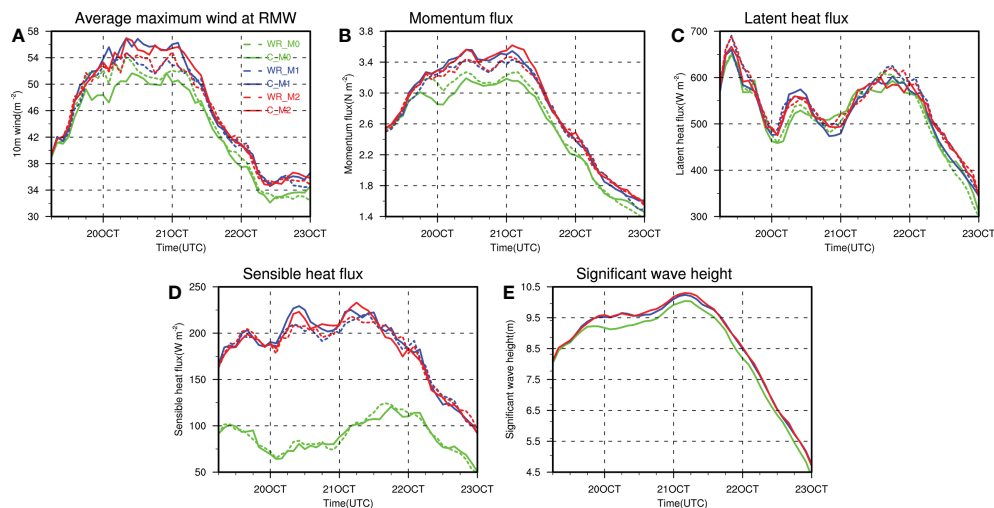 Average maximum wind at RMW
A
58
54
50
46
42
38
34
30
10m wind(m ⁻²)
WR_M0
C_M0
WR_M1
C_M1
WR_M2
C_M2
20OCT
21OCT
22OCT
23OCT
Time(UTC)
Momentum flux
B
3.8
3.4
3.0
2.6
2.2
1.8
1.4
Momentum flux(N m⁻²)
20OCT
21OCT
22OCT
23OCT
Time(UTC)
Latent heat flux
C
700
600
500
400
300
Latent heat flux(W m⁻²)
20OCT
21OCT
22OCT
23OCT
Time(UTC)
Sensible heat flux
D
250
200
150
100
50
Sensible heat flux(W m⁻²)
20OCT
21OCT
22OCT
23OCT
Time(UTC)
Significant wave height
E
10.5
9.5
8.5
7.5
6.5
5.5
4.5
Significant wave height(m)
20OCT
21OCT
22OCT
23OCT
Time(UTC)